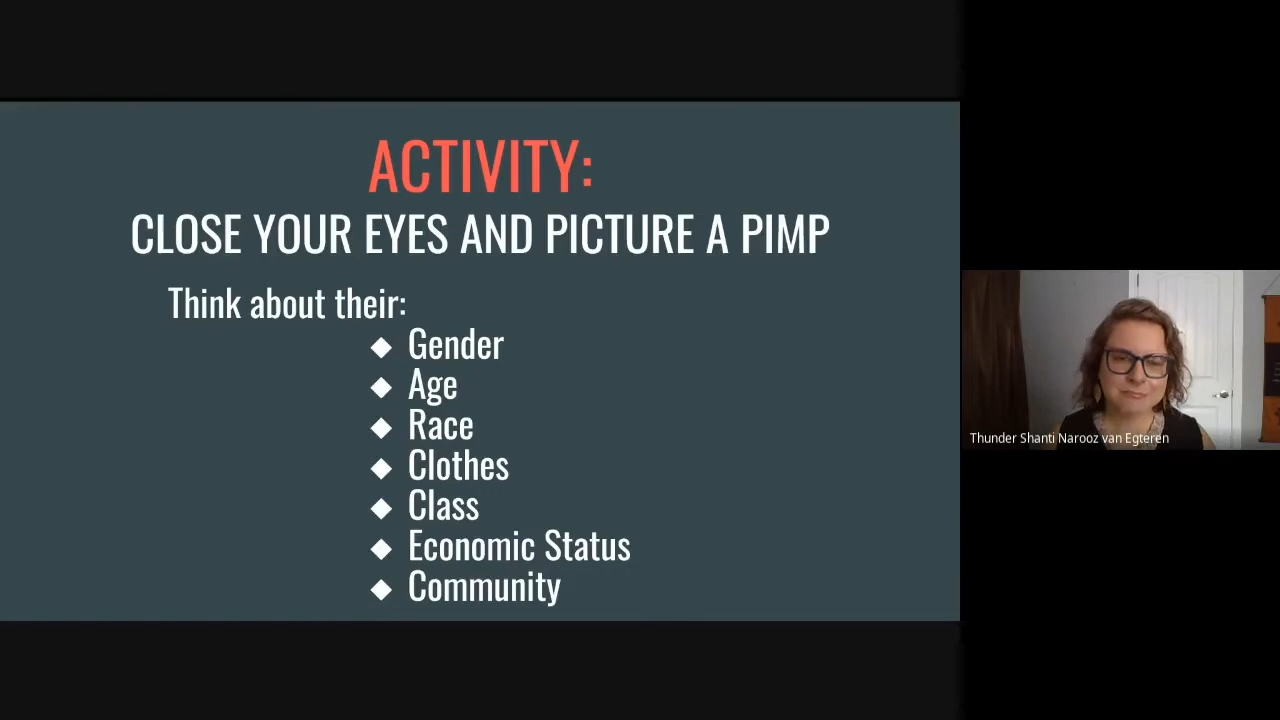 ACTIVITY:
CLOSE YOUR EYES AND PICTURE A PIMP
Think about their:
◆ Gender
◆ Age
◆ Race
◆ Clothes
◆ Class
◆ Economic Status
◆ Community
Thunder Shanti Narooz van Egteren